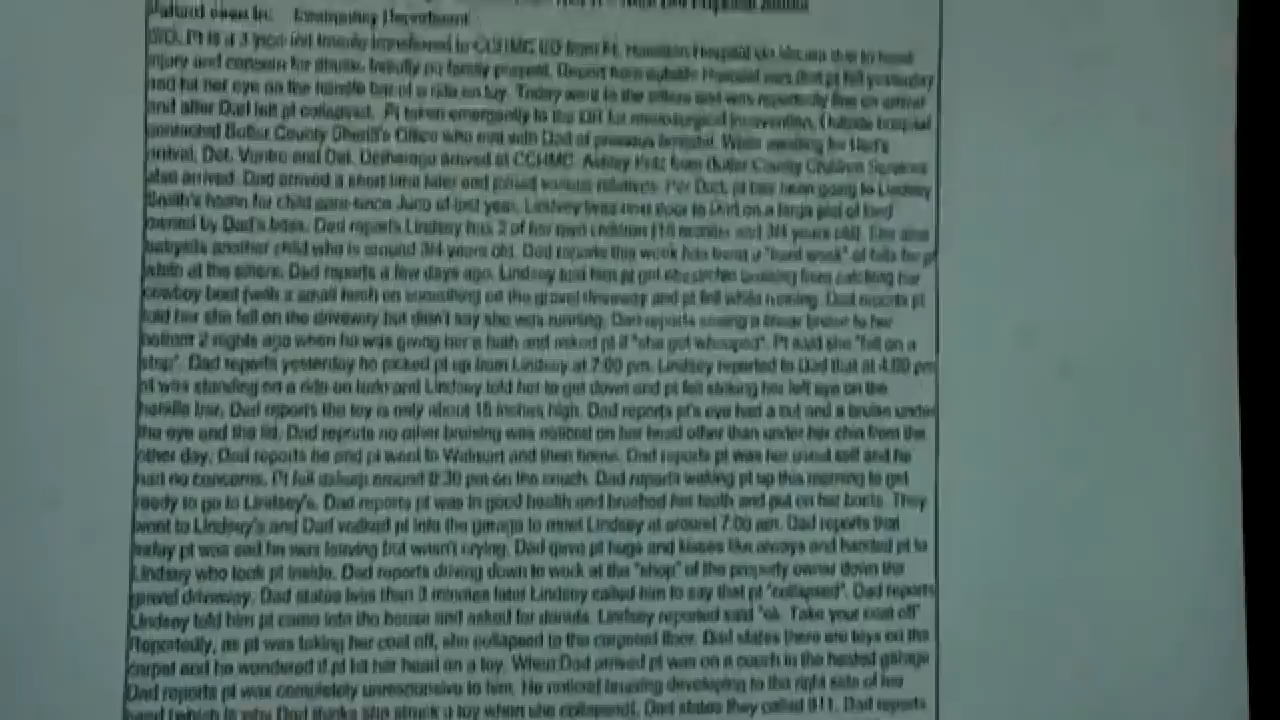 Patient seen in: Emergency Department
Pt is a 3 year old female transferred to CCHMC ED from Ft. Hamilton Hospital via aircare due to head
injury and concern for abuse. Initially no family present. Report from outside Hospital was that pt fell yesterday
and hit her eye on the handle bar of a ride on toy. Today went to the sitters and was reportedly fine on arrival
and after Dad left pt collapsed. Pt taken emergently to the OR for neurosurgical intervention. Outside hospital
contacted Butler County Sheriff's Office who met with Dad at previous hospital. While awaiting for Dad's
arrival, Det. and Det. arrived at CCHMC. Ashley from Butler County Children Services
also arrived. Dad arrived a short time later and joined various relatives. Per Dad, pt has been going to Lindsey
home for child care since June of last year. Lindsey lives next door to Dad on a large plot of land
owned by Dad's boss. Dad reports Lindsey has 2 of her own children (18 months and 3/4 years old). She also
babysits another child who is around 3/4 years old. Dad reports this week has been a "hard week" of falls for pt
while at the sitters. Dad reports a few days ago, Lindsey told him pt got bruising from catching her
cowboy boot (with a small heel) on something on the gravel driveway and pt fell while running. Dad reports pt
told her she fell on the driveway but didn't say she was running. Dad reports seeing a linear bruise to her
bottom 2 nights ago when he was giving her a bath and asked pt if "she got whooped". Pt said she "fell on a
step". Dad reports yesterday he picked pt up from Lindsey at 7:00 pm. Lindsey reported to Dad that at 4:00 pm
pt was standing on a ride on and Lindsey told her to get down and pt fell striking her left eye on the
handle bar. Dad reports the toy is only about 18 inches high. Dad reports pt's eye had a cut and a bruise under
the eye and the lid. Dad reports no other bruising was noticed on her head other than under her chin from the
other day. Dad reports he and pt went to Walmart and then home. Dad reports pt was her usual self and he
had no concerns. Pt fell asleep around 8:30 pm on the couch. Dad reports waking pt up this morning to get
ready to go to Lindsey's. Dad reports pt was in good health and brushed her teeth and put on her boots. They
went to Lindsey's and Dad walked pt into the garage to meet Lindsey at around 7:00 am. Dad reports that
today pt was sad he was leaving but wasn't crying. Dad gave pt hugs and kisses like always and handed pt to
Lindsey who took pt inside. Dad reports driving down to work at the "shop" of the property owner down the
gravel driveway. Dad states less than 3 minutes later Lindsey called him to say that pt "collapsed". Dad reports
Lindsey told him pt came into the house and asked for donuts. Lindsey reported said "ok. Take your coat off"
Reportedly, as pt was taking her coat off, she collapsed to the carpeted floor. Dad states there are toys on the
carpet and he wondered if pt hit her head on a toy. When Dad arrived pt was on a couch in the heated garage
Dad reports pt was completely unresponsive to him. He noticed bruising developing to the right side of her
head (which is why Dad thinks she struck a toy when she collapsed). Dad states they called 911. Dad reports